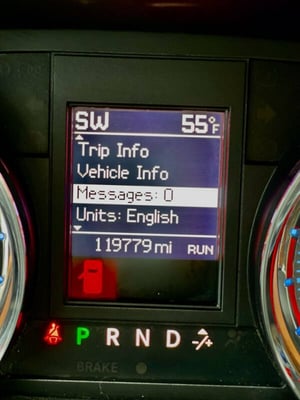 SW 55°F
Trip Info
Vehicle Info
Messages: 0
Units: English
119779 mi RUN
P R N D
BRAKE